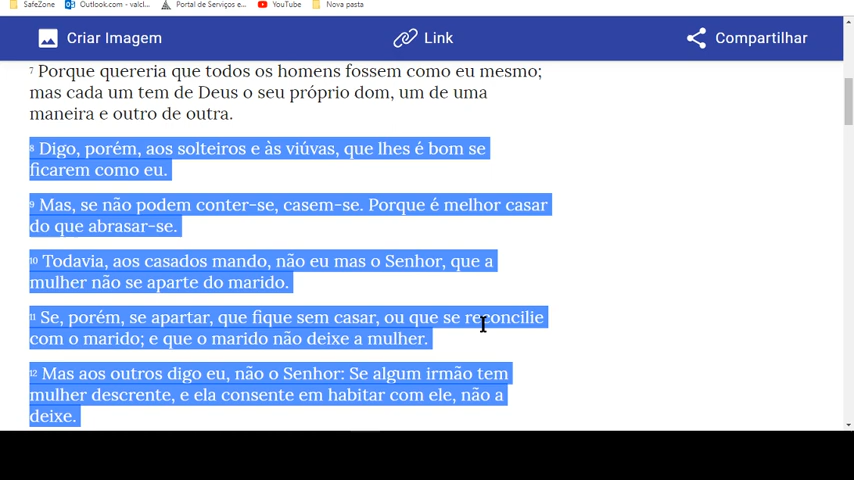 SafeZone Outlook.com - valcl... Portal de Serviços e... YouTube Nova pasta
Criar Imagem Link Compartilhar
7 Porque quereria que todos os homens fossem como eu mesmo;
mas cada um tem de Deus o seu próprio dom, um de uma
maneira e outro de outra.
8 Digo, porém, aos solteiros e às viúvas, que lhes é bom se
ficarem como eu.
9 Mas, se não podem conter-se, casem-se. Porque é melhor casar
do que abrasar-se.
10 Todavia, aos casados mando, não eu mas o Senhor, que a
mulher não se aparte do marido.
11 Se, porém, se apartar, que fique sem casar, ou que se reconcilie
com o marido; e que o marido não deixe a mulher.
12 Mas aos outros digo eu, não o Senhor: Se algum irmão tem
mulher descrente, e ela consente em habitar com ele, não a
deixe.